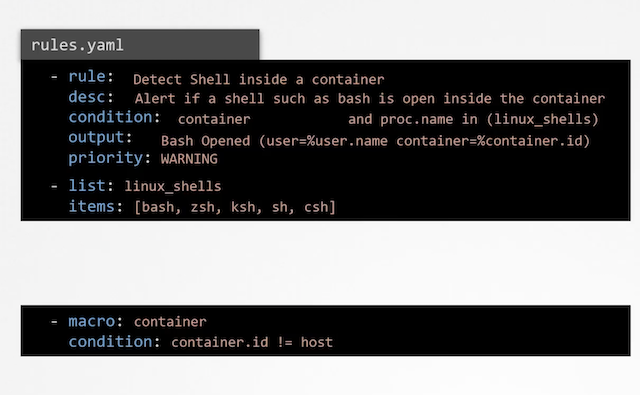 rules.yaml
- rule: Detect Shell inside a container
desc: Alert if a shell such as bash is open inside the container
condition: container and proc.name in (linux_shells)
output: Bash Opened (user=%user.name container=%container.id)
priority: WARNING
- list: linux_shells
items: [bash, zsh, ksh, sh, csh]
- macro: container
condition: container.id != host